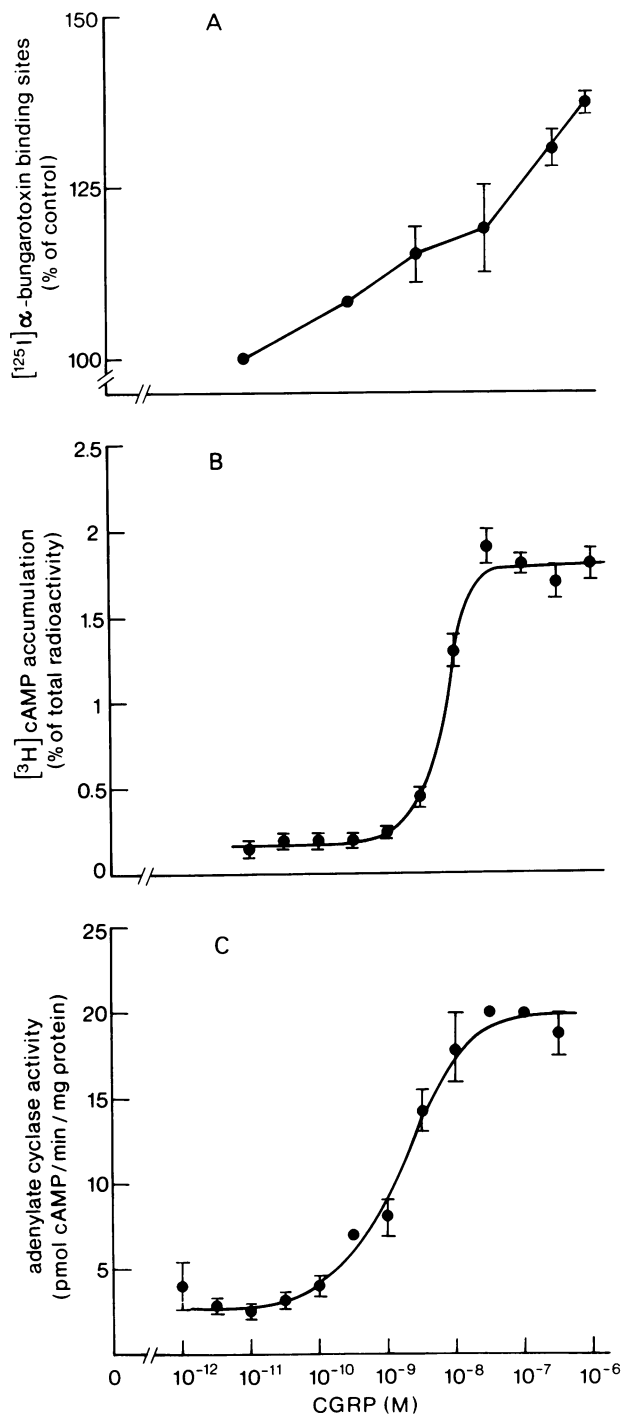 A
150
125
100
[¹²⁵I]α-bungarotoxin binding sites
(% of control)
B
2.5
2
1.5
1
0.5
0
[³H] cAMP accumulation
(% of total radioactivity)
C
25
20
15
10
5
adenylate cyclase activity
(pmol cAMP/min/mg protein)
0 10⁻¹² 10⁻¹¹ 10⁻¹⁰ 10⁻⁹ 10⁻⁸ 10⁻⁷ 10⁻⁶
CGRP (M)